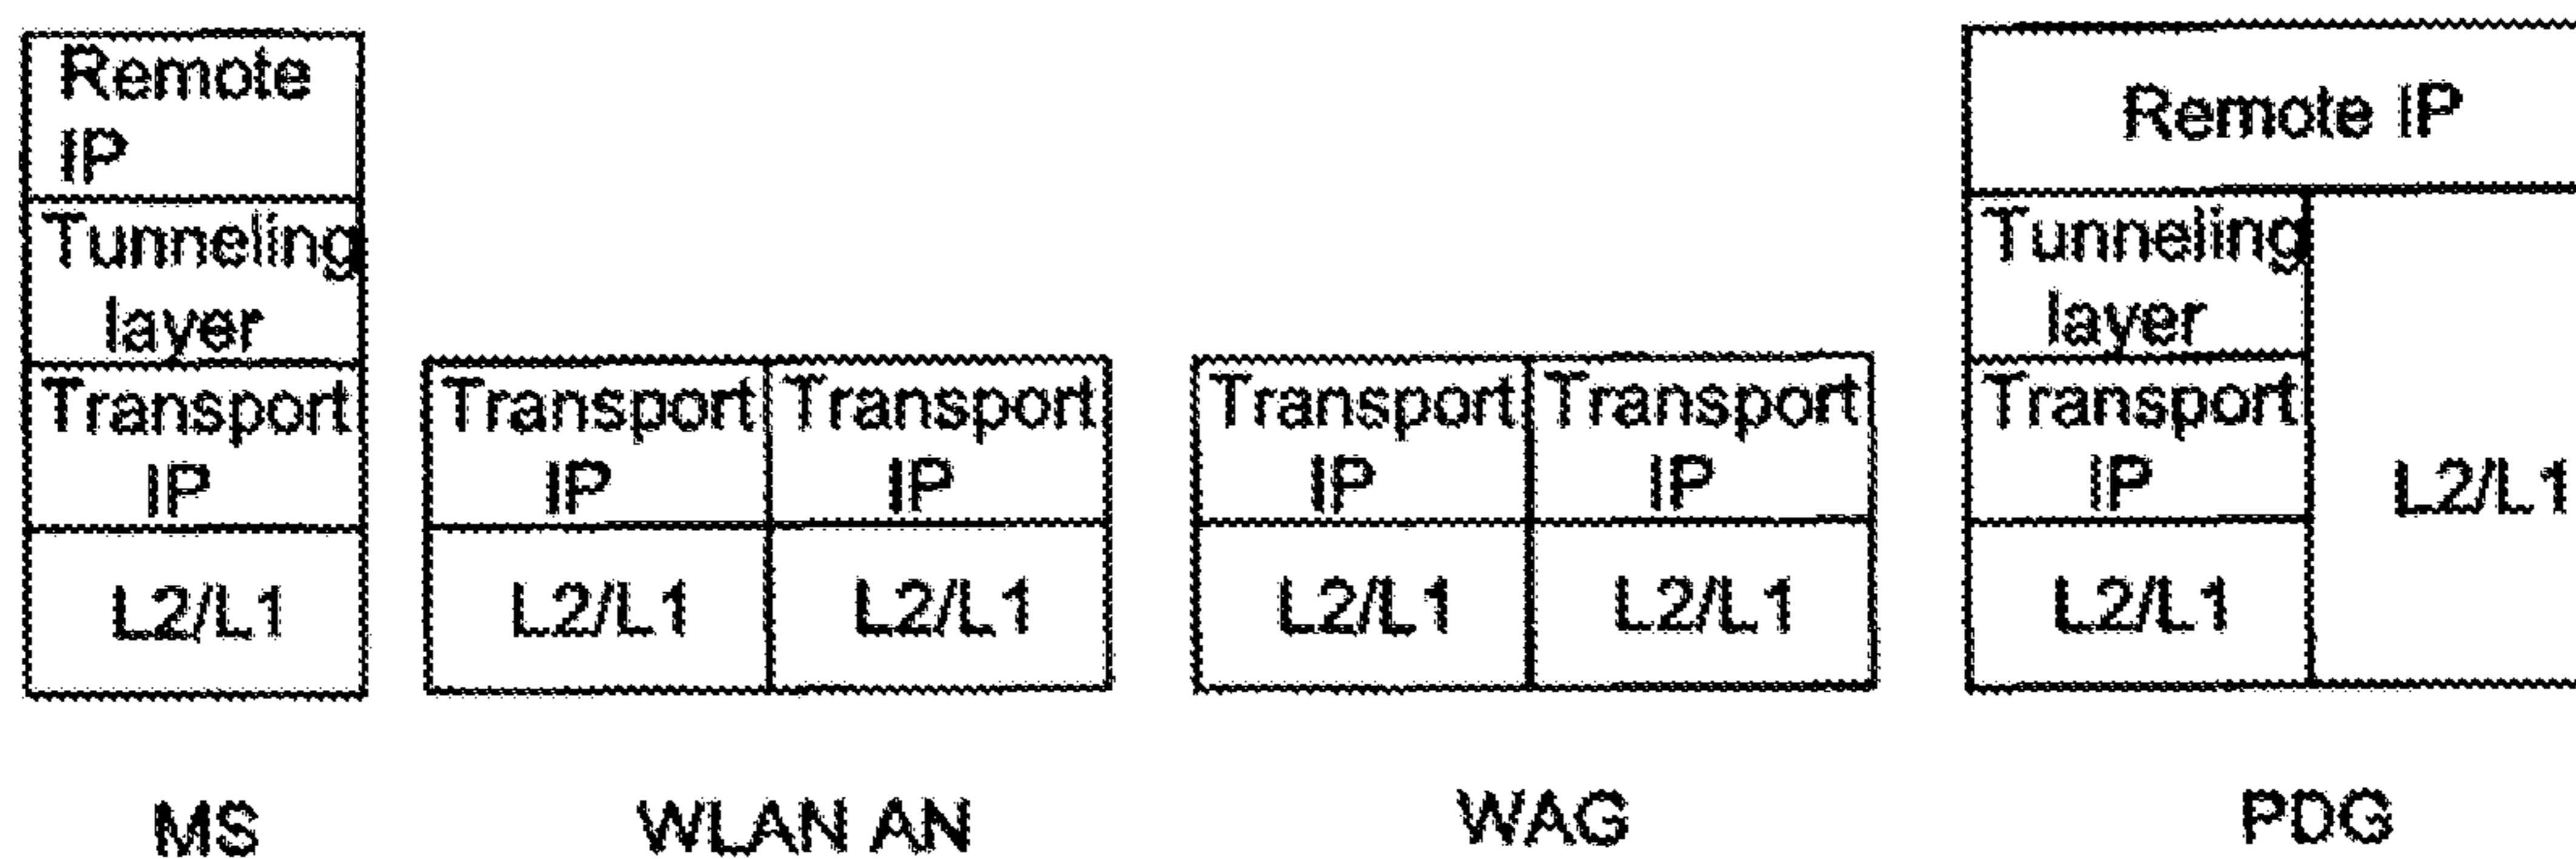 Remote
IP
Tunneling
layer
Transport
IP
L2/L1
MS
Transport
IP
Transport
IP
L2/L1
L2/L1
WLAN AN
Transport
IP
Transport
IP
L2/L1
L2/L1
WAG
Remote IP
Tunneling
layer
Transport
IP
L2/L1
L2/L1
PDG